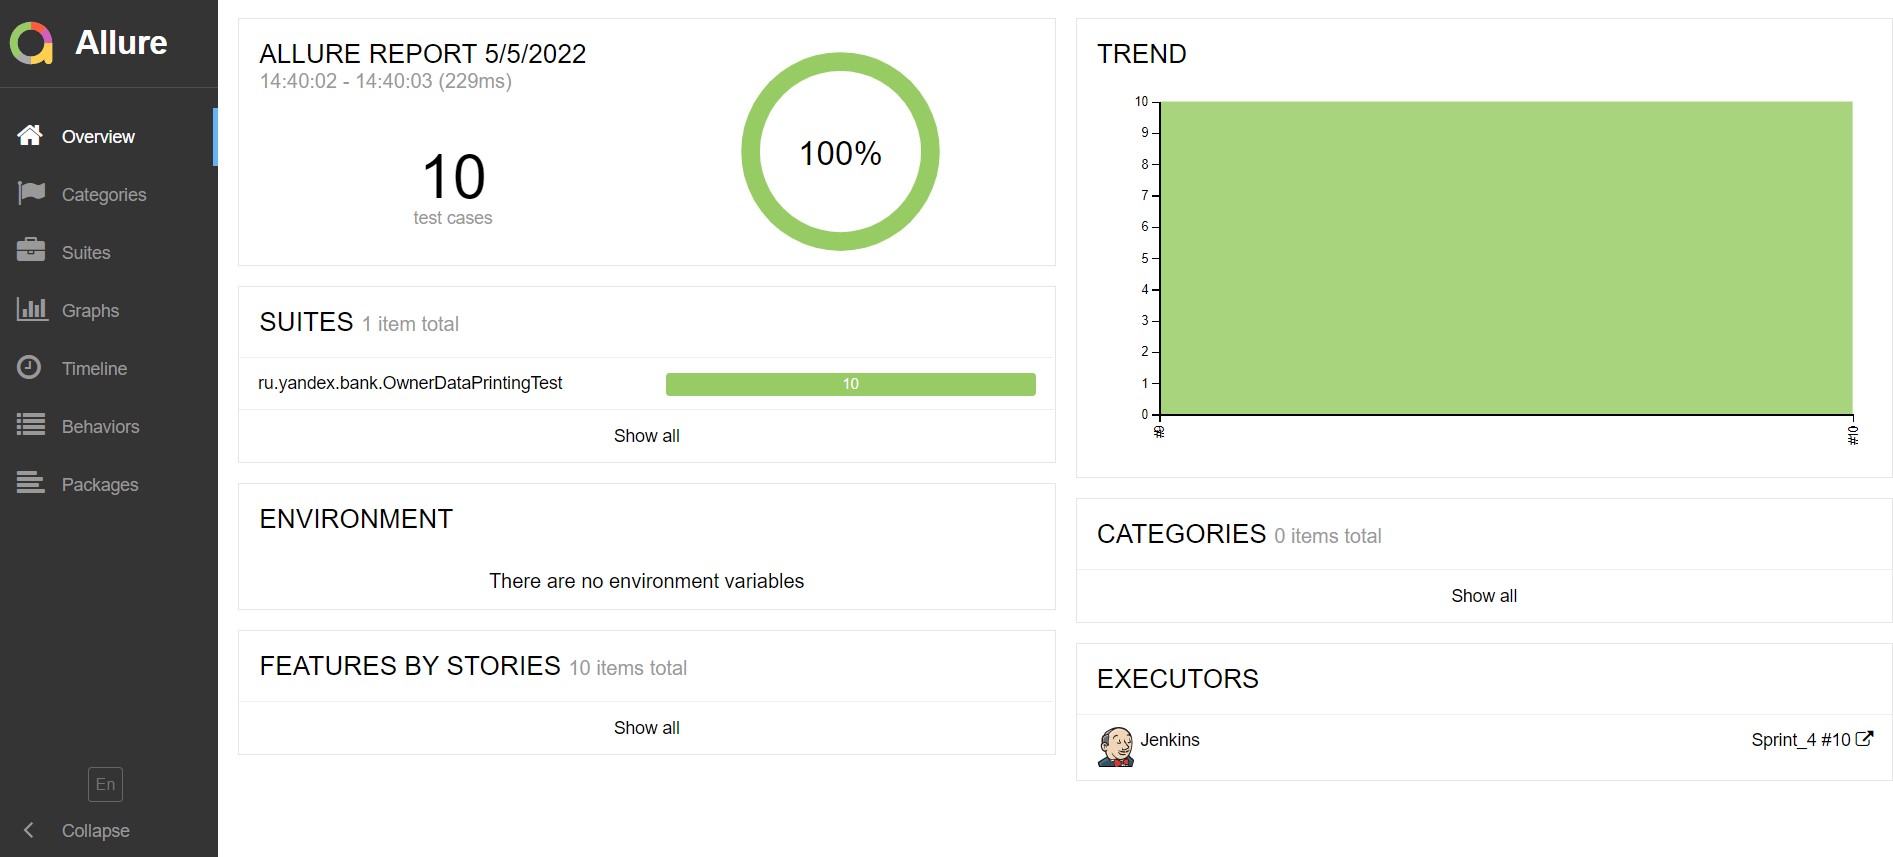 Allure
Overview
Categories
Suites
Graphs
Timeline
Behaviors
Packages
En
Collapse
ALLURE REPORT 5/5/2022
14:40:02 - 14:40:03 (229ms)
10
test cases
100%
SUITES 1 item total
ru.yandex.bank.OwnerDataPrintingTest 10
Show all
ENVIRONMENT
There are no environment variables
FEATURES BY STORIES 10 items total
Show all
TREND
10
9
8
7
6
5
4
3
2
1
0
#9
#10
CATEGORIES 0 items total
Show all
EXECUTORS
Jenkins Sprint_4 #10